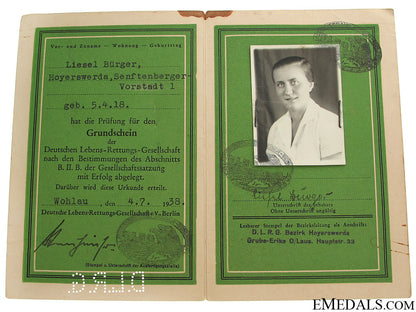 Vor- und Zuname — Wohnung — Geburtstag
Liesel Bürger,
Hoyerswerda, Senftenberger-
Vorstadt 1
geb. 5.4.18.
hat die Prüfung für den
Grundschein der
Deutschen Lebens-Rettungs-Gesellschaft
nach den Bestimmungen des Abschnitts
B. II. B. der Gesellschaftssatzung
mit Erfolg abgelegt.
Darüber wird diese Urkunde erteilt.
Wohlau, den 4.7.1938.
Deutsche Lebens-Rettungs-Gesellschaft e.V. Berlin
(Stempel u. Unterschrift der
D.L.R.G.
Liesel Bürger
Unterschrift des Inhabers
Ohne Unterschrift ungültig
Lesbarer Stempel der Bezirksleitung als Anschrift:
D. L. R. G. Bezirk Hoyerswerda
Grube-Erika O/Laus. Hauptstr. 33
EMEDALS.COM